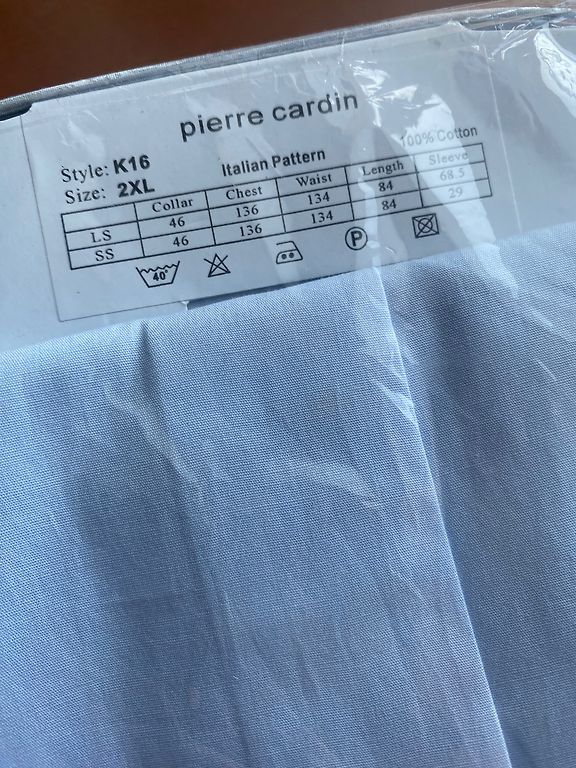 pierre cardin
Style: K16
Italian Pattern
100% Cotton
Size: 2XL
Collar Chest Waist Length Sleeve
LS 46 136 134 84 68.5
SS 46 136 134 84 29
40° P